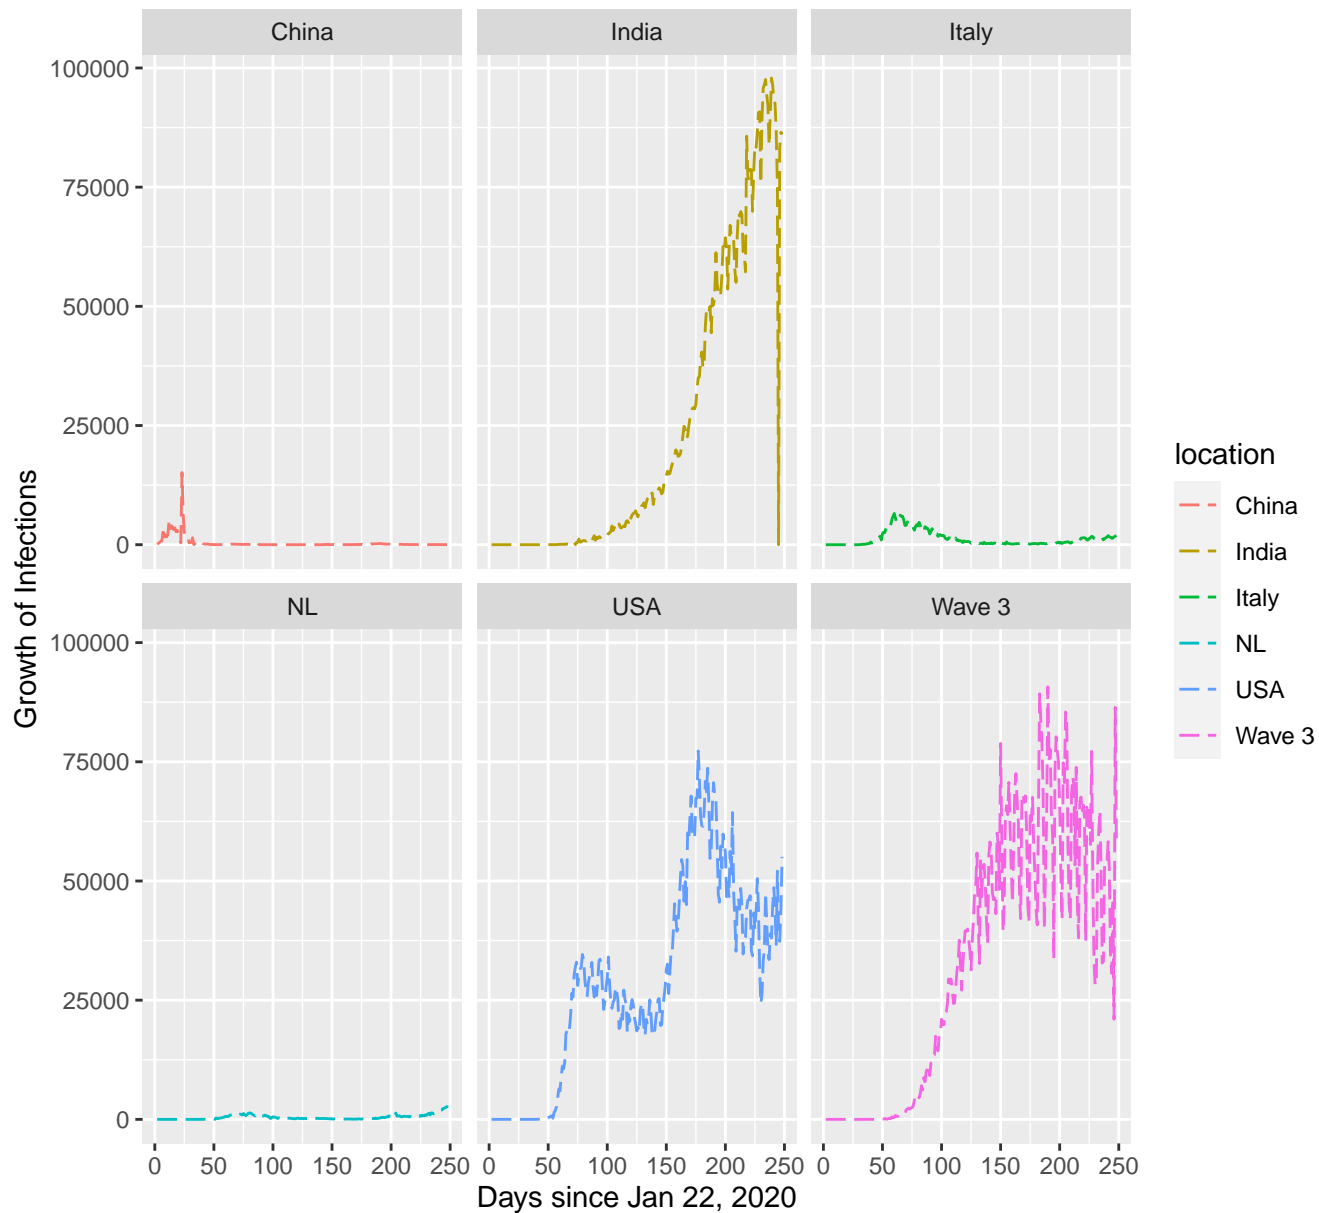 China
India
Italy
100000
75000
50000
25000
0
NL
USA
Wave 3
100000
75000
50000
25000
0
0 50 100 150 200 250
0 50 100 150 200 250
0 50 100 150 200 250
Days since Jan 22, 2020
Growth of Infections
location
China
India
Italy
NL
USA
Wave 3